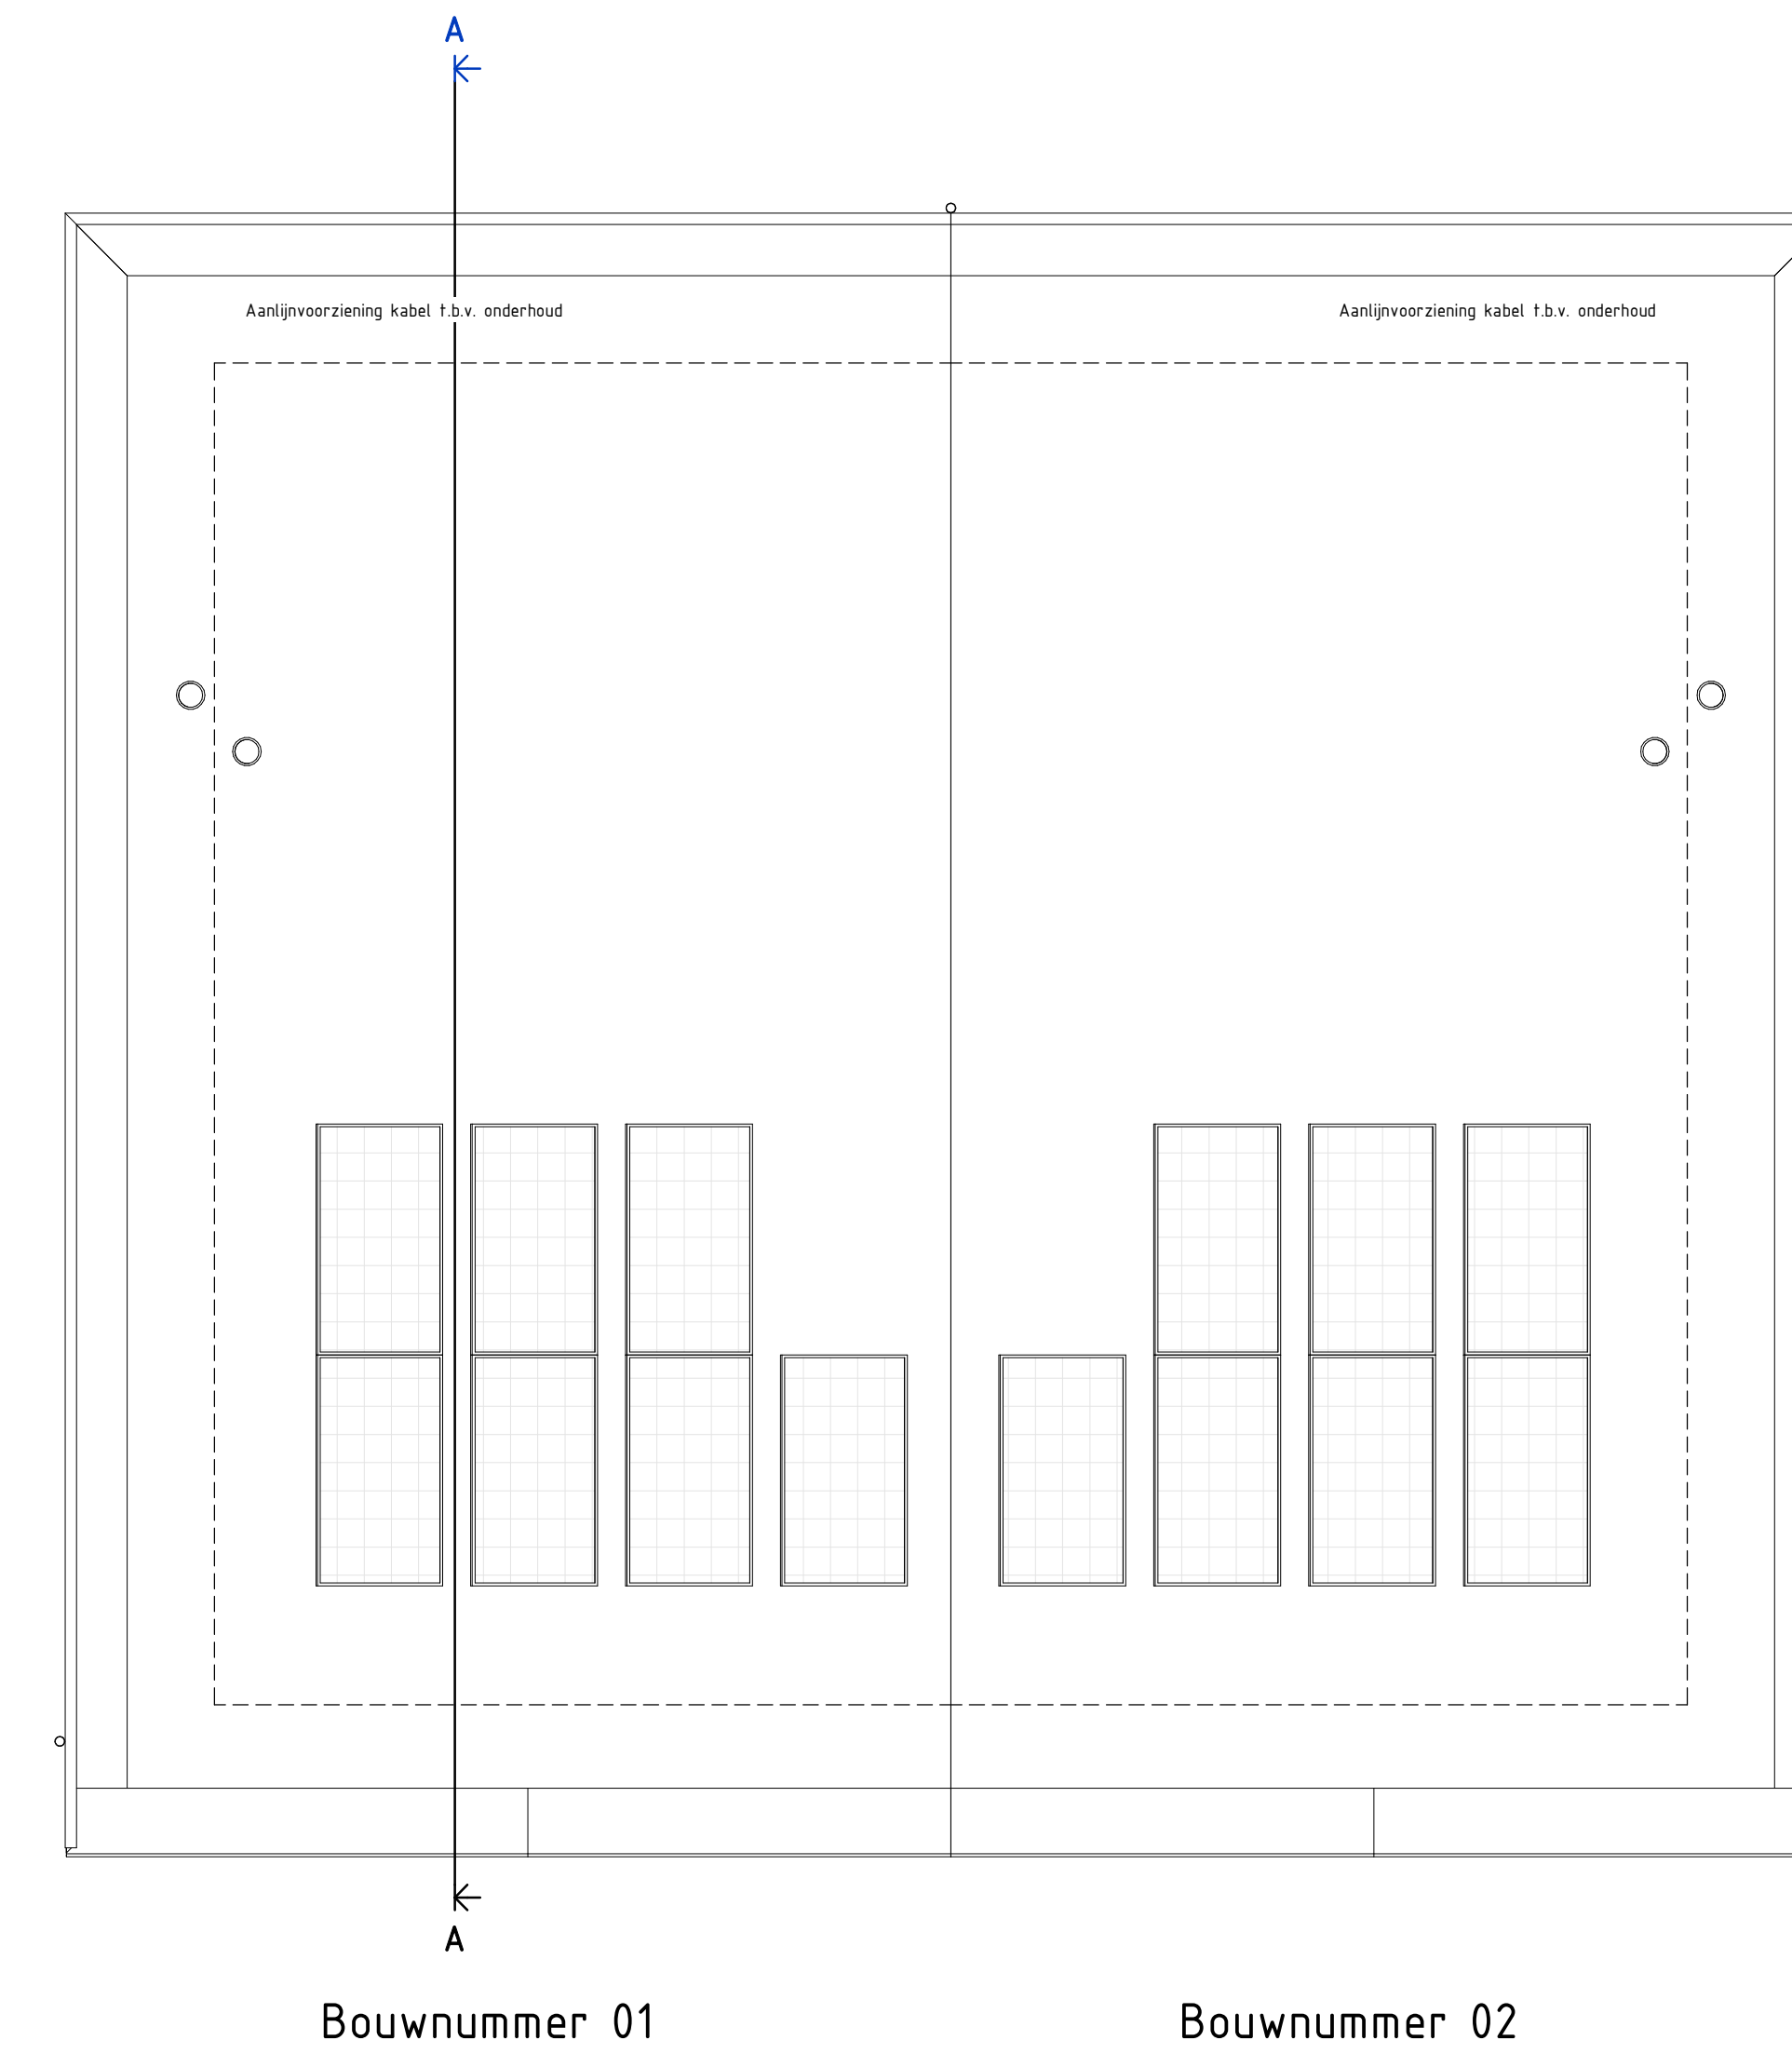 A
Aanlijnvoorziening kabel t.b.v. onderhoud
Aanlijnvoorziening kabel t.b.v. onderhoud
A
Bouwnummer 01
Bouwnummer 02